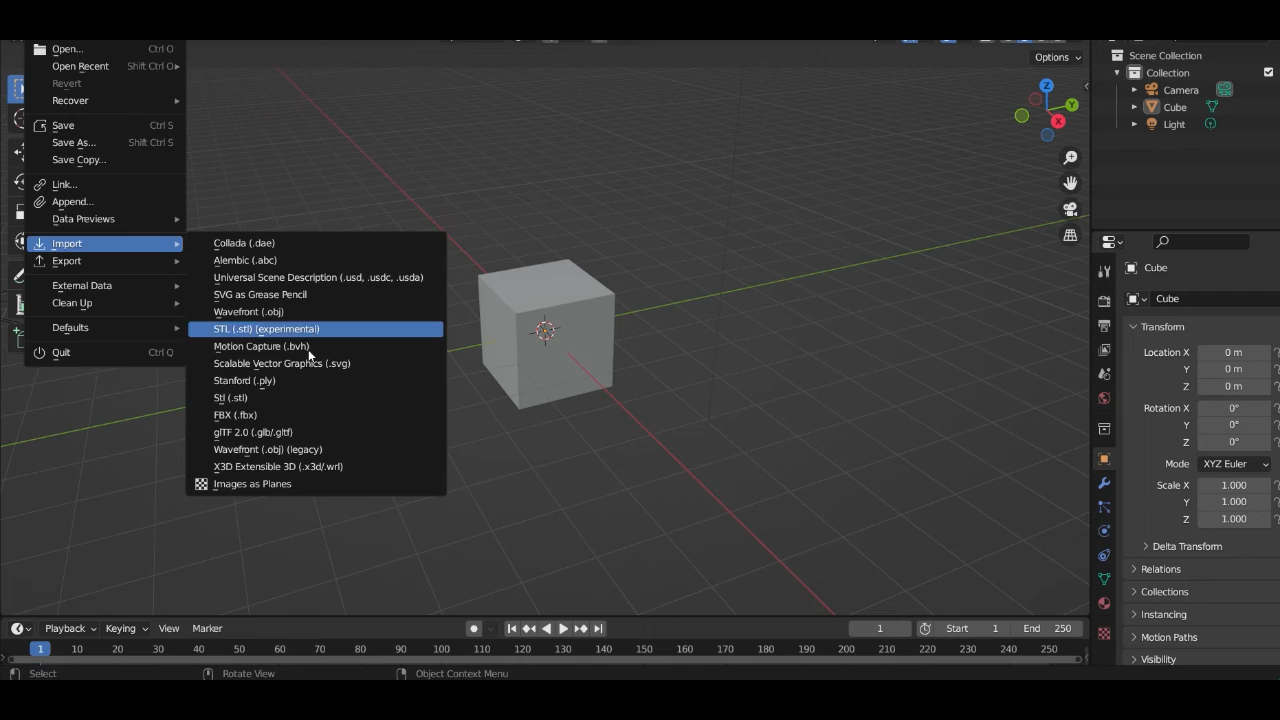 Open... Ctrl O
Open Recent Shift Ctrl O
Revert
Recover
Save Ctrl S
Save As... Shift Ctrl S
Save Copy...
Link...
Append...
Data Previews
Import
Export
External Data
Clean Up
Defaults
Quit Ctrl Q
Collada (.dae)
Alembic (.abc)
Universal Scene Description (.usd, .usdc, .usda)
SVG as Grease Pencil
Wavefront (.obj)
STL (.stl) (experimental)
Motion Capture (.bvh)
Scalable Vector Graphics (.svg)
Stanford (.ply)
Stl (.stl)
FBX (.fbx)
glTF 2.0 (.glb/.gltf)
Wavefront (.obj) (legacy)
X3D Extensible 3D (.x3d/.wrl)
Images as Planes
Options
Z
Y
X
Scene Collection
Collection
Camera
Cube
Light
Cube
Cube
Transform
Location X 0 m
Y 0 m
Z 0 m
Rotation X 0°
Y 0°
Z 0°
Mode XYZ Euler
Scale X 1.000
Y 1.000
Z 1.000
Delta Transform
Relations
Collections
Instancing
Motion Paths
Visibility
Playback Keying View Marker 1 Start 1 End 250
1 10 20 30 40 50 60 70 80 90 100 110 120 130 140 150 160 170 180 190 200 210 220 230 240 250
Select Rotate View Object Context Menu